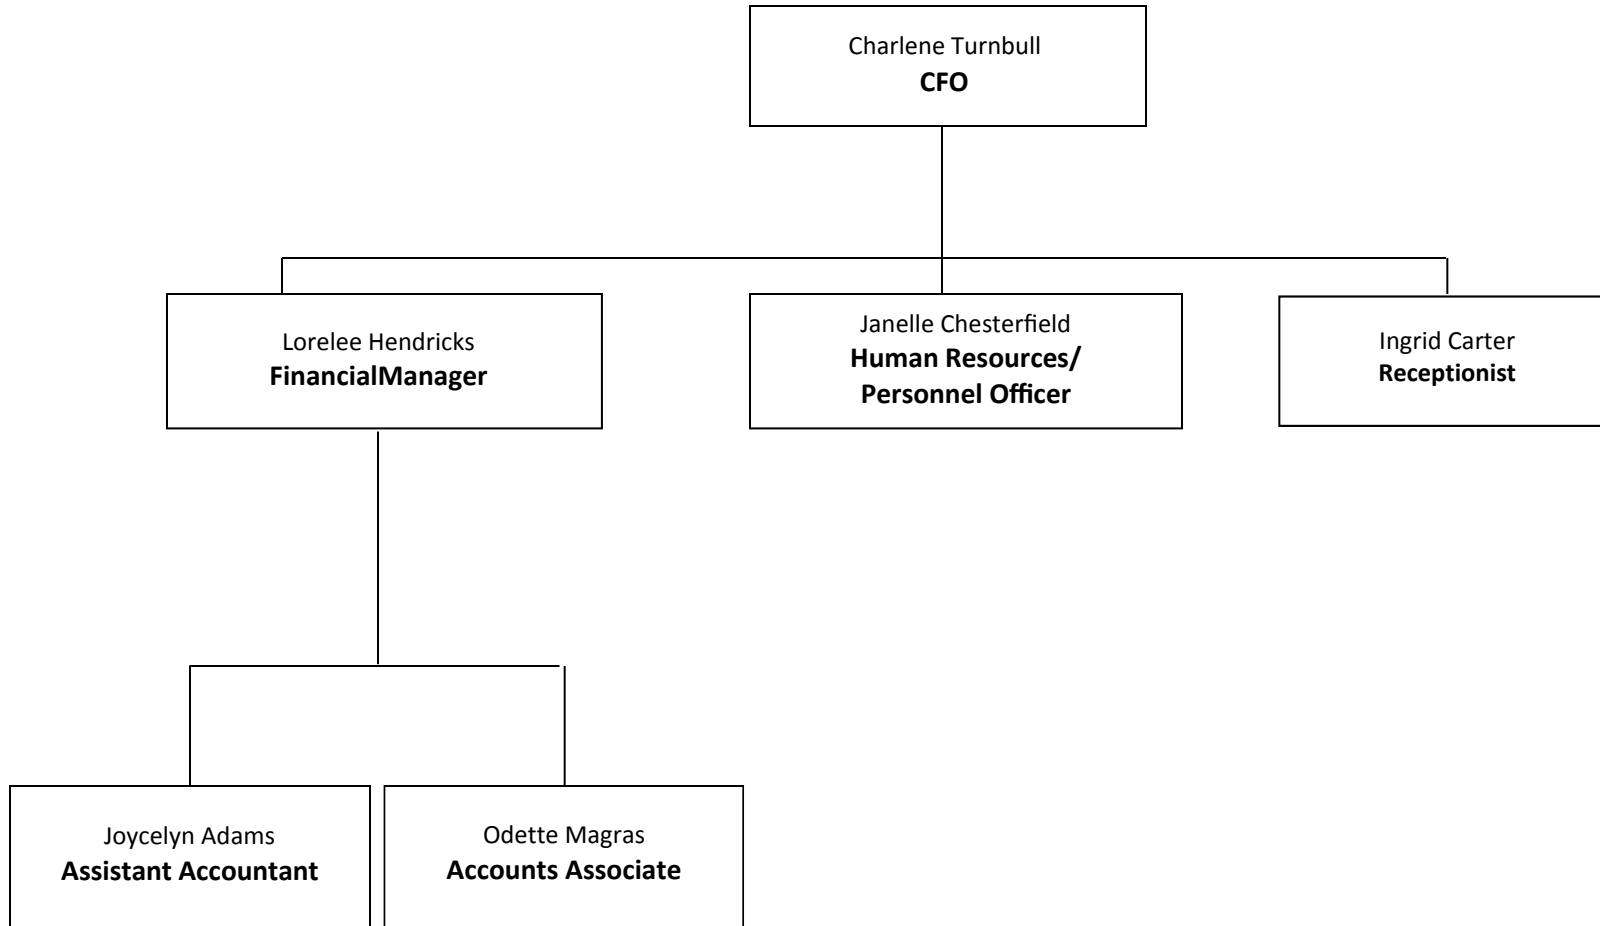 Charlene Turnbull
CFO
Lorelee Hendricks
FinancialManager
Janelle Chesterfield
Human Resources/
Personnel Officer
Ingrid Carter
Receptionist
Joycelyn Adams
Assistant Accountant
Odette Magras
Accounts Associate